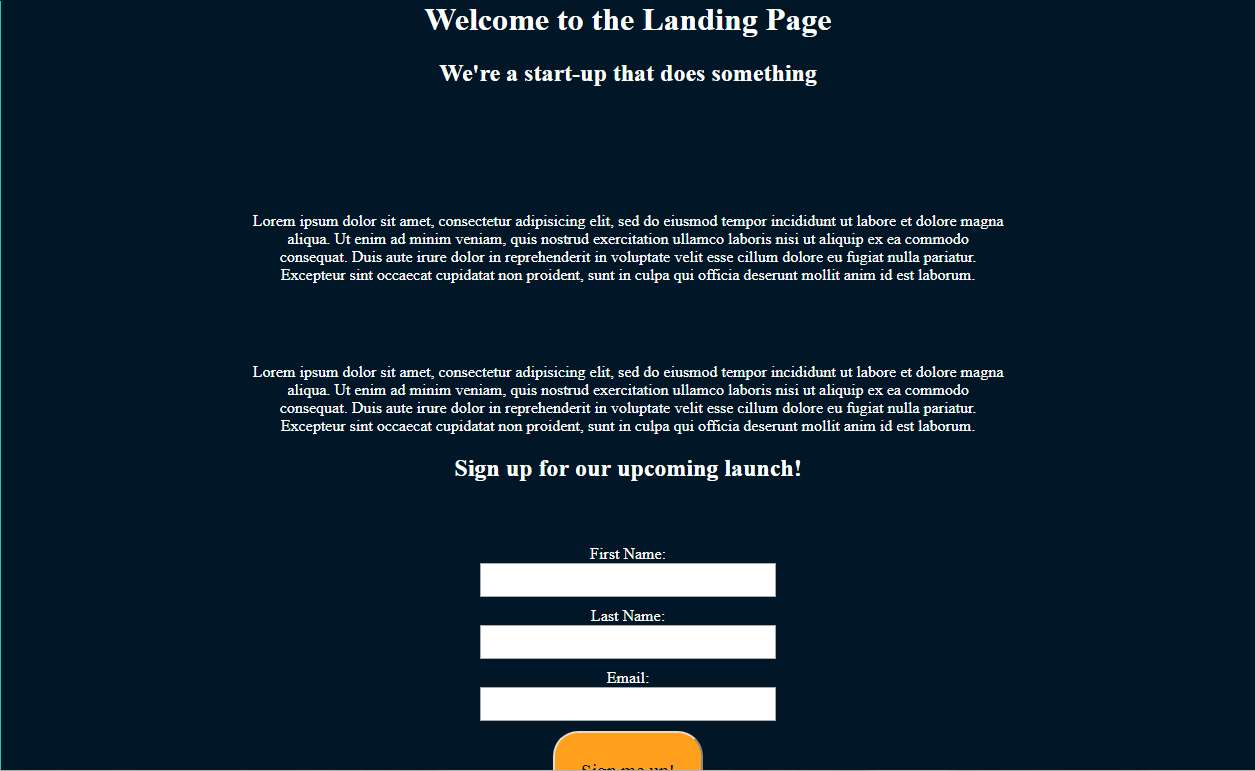 Welcome to the Landing Page
We're a start-up that does something
Lorem ipsum dolor sit amet, consectetur adipisicing elit, sed do eiusmod tempor incididunt ut labore et dolore magna
aliqua. Ut enim ad minim veniam, quis nostrud exercitation ullamco laboris nisi ut aliquip ex ea commodo
consequat. Duis aute irure dolor in reprehenderit in voluptate velit esse cillum dolore eu fugiat nulla pariatur.
Excepteur sint occaecat cupidatat non proident, sunt in culpa qui officia deserunt mollit anim id est laborum.
Lorem ipsum dolor sit amet, consectetur adipisicing elit, sed do eiusmod tempor incididunt ut labore et dolore magna
aliqua. Ut enim ad minim veniam, quis nostrud exercitation ullamco laboris nisi ut aliquip ex ea commodo
consequat. Duis aute irure dolor in reprehenderit in voluptate velit esse cillum dolore eu fugiat nulla pariatur.
Excepteur sint occaecat cupidatat non proident, sunt in culpa qui officia deserunt mollit anim id est laborum.
Sign up for our upcoming launch!
First Name:
Last Name:
Email:
Sign me up!